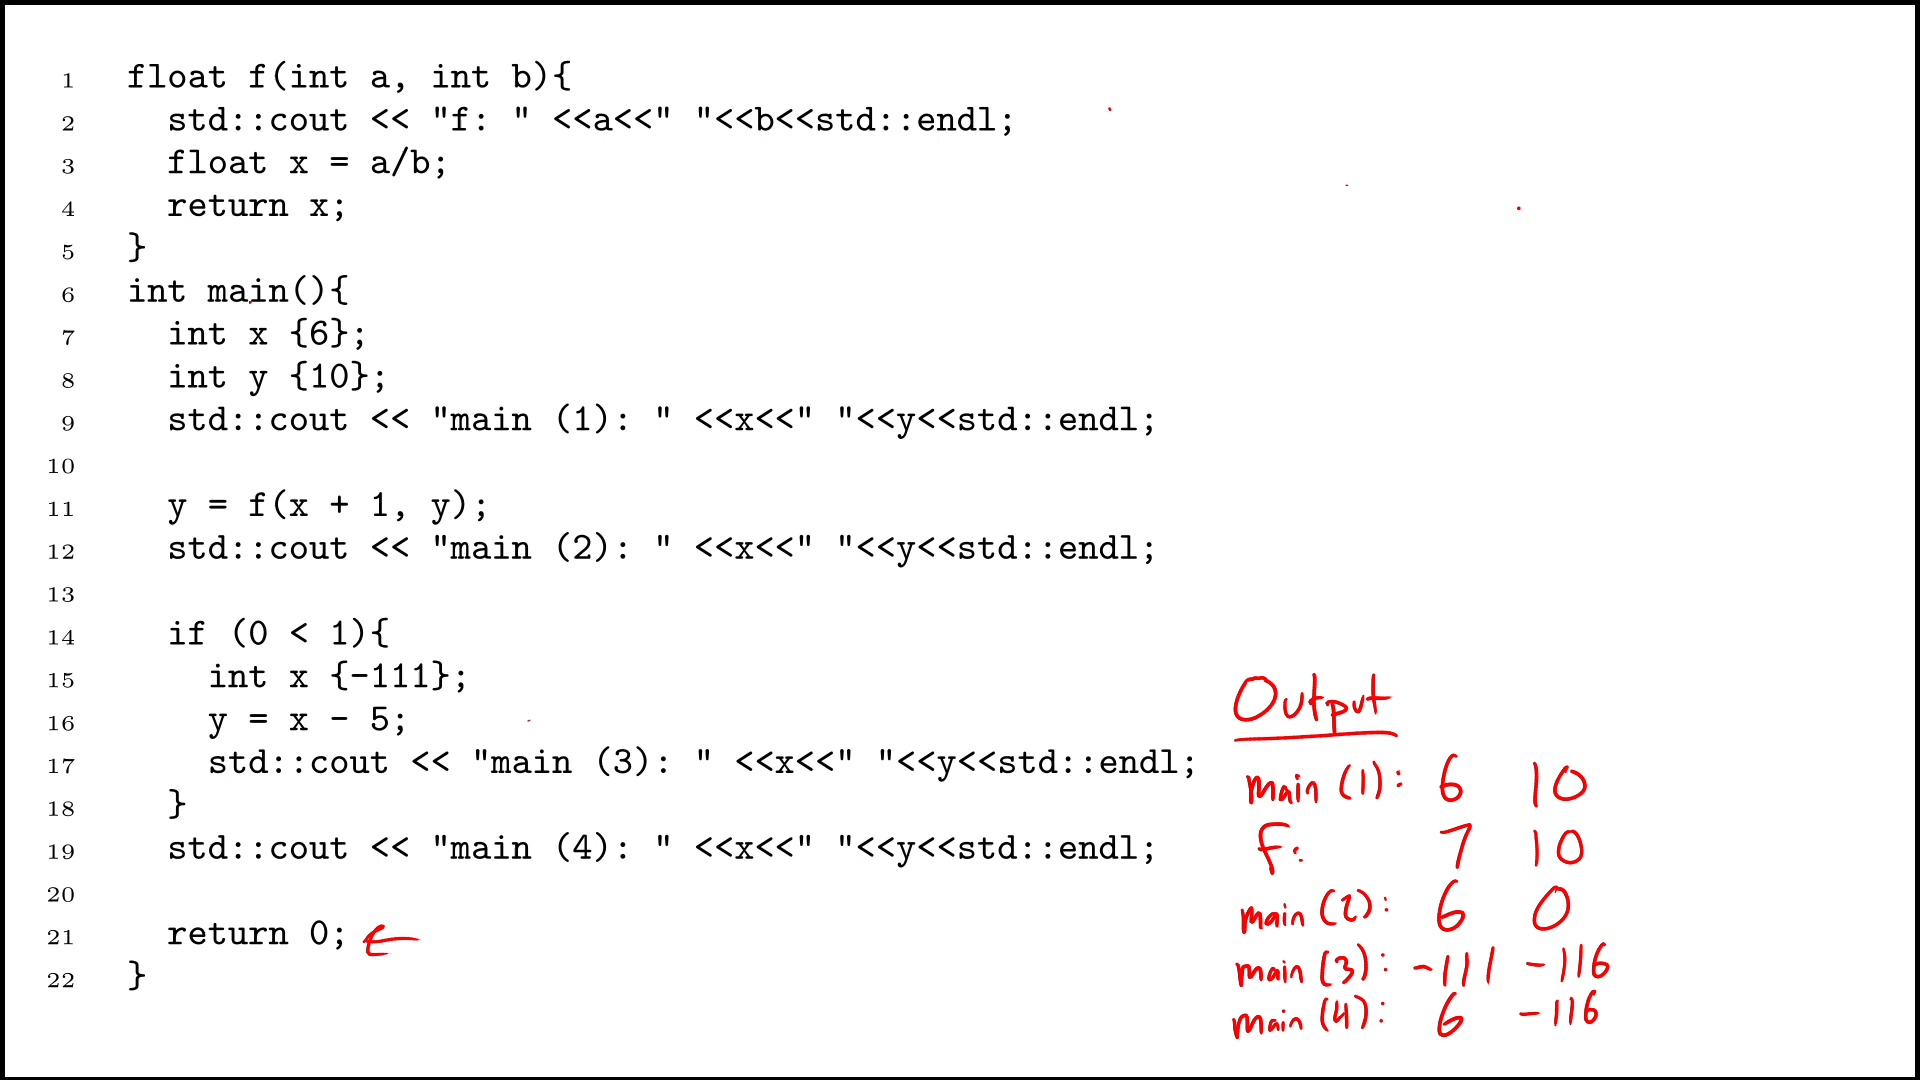 1 float f(int a, int b){
2 std::cout << "f: " <<a<<" "<<b<<std::endl;
3 float x = a/b;
4 return x;
5 }
6 int main(){
7 int x {6};
8 int y {10};
9 std::cout << "main (1): " <<x<<" "<<y<<std::endl;
10
11 y = f(x + 1, y);
12 std::cout << "main (2): " <<x<<" "<<y<<std::endl;
13
14 if (0 < 1){
15 int x {-111};
16 y = x - 5;
17 std::cout << "main (3): " <<x<<" "<<y<<std::endl;
18 }
19 std::cout << "main (4): " <<x<<" "<<y<<std::endl;
20
21 return 0; ←
22 }
Output
main (1): 6 10
f: 7 10
main (2): 6 0
main (3): -111 -116
main (4): 6 -116